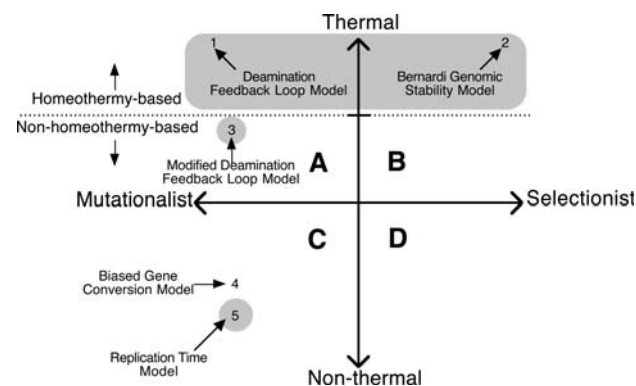 Thermal
1
2
Deamination
Feedback Loop Model
Bernardi Genomic
Stability Model
Homeothermy-based
Non-homeothermy-based
3
Modified Deamination
Feedback Loop Model
A
B
Mutationalist
Selectionist
C
D
Biased Gene
Conversion Model
4
5
Replication Time
Model
Non-thermal